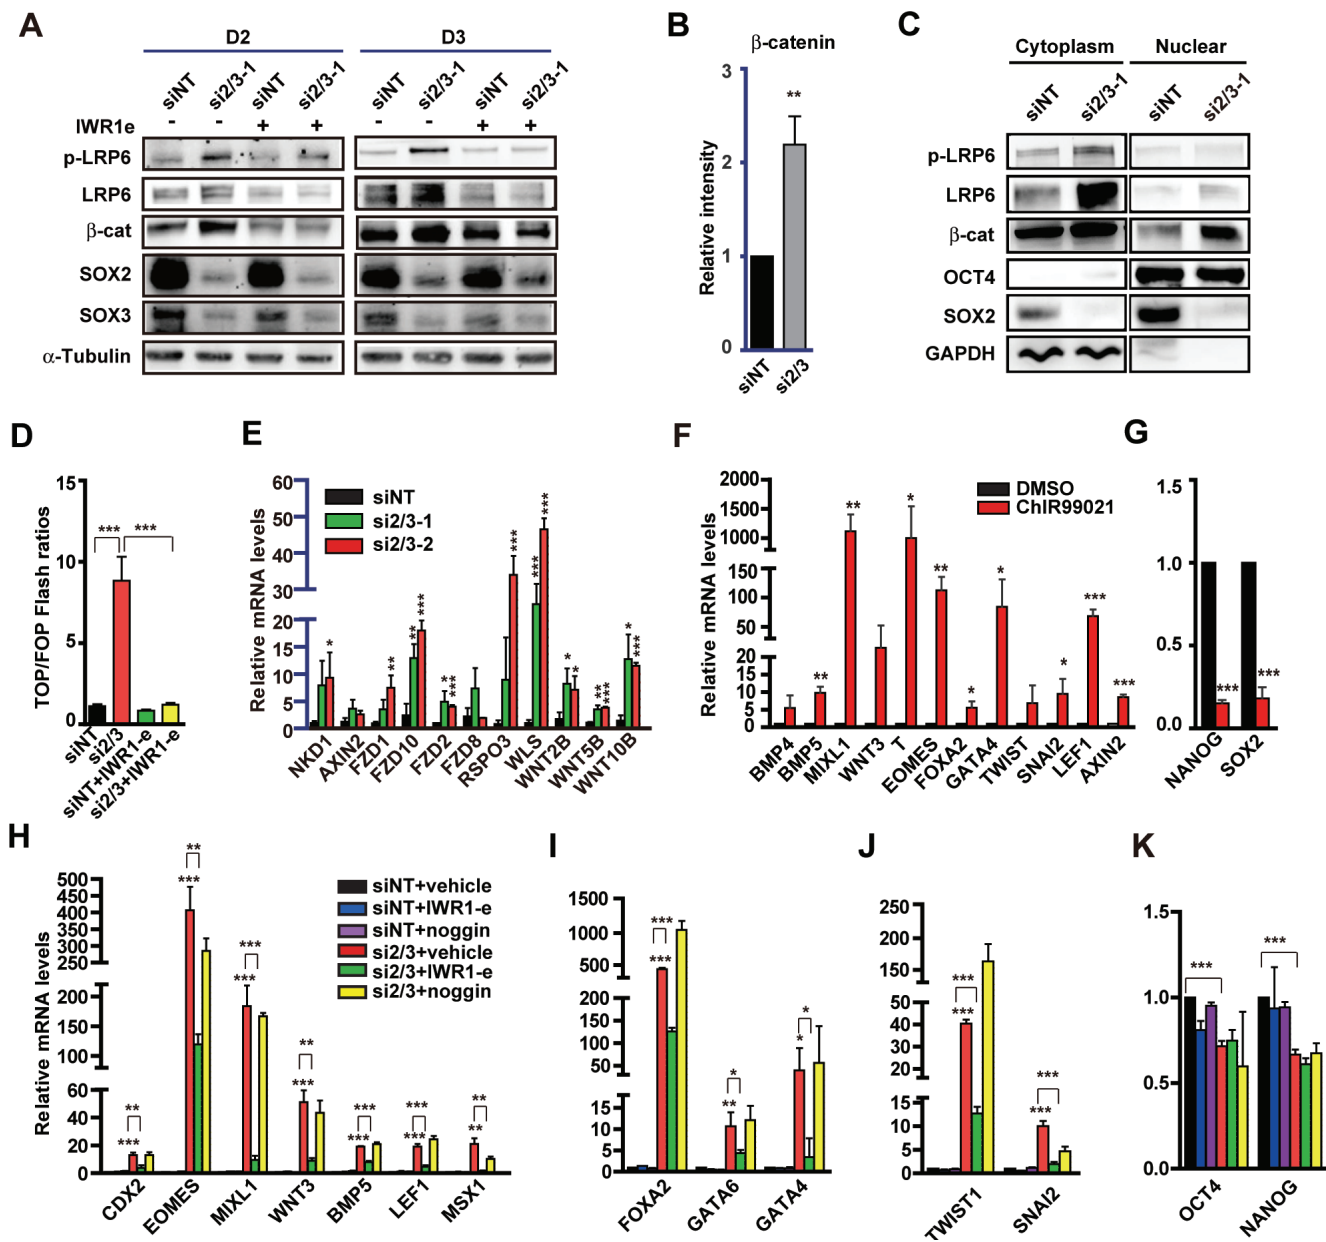 A
D2
D3
siNT
si2/3-1
siNT
si2/3-1
siNT
si2/3-1
siNT
si2/3-1
IWR1e
- - + +
- - + +
p-LRP6
LRP6
β-cat
SOX2
SOX3
α-Tubulin
B
β-catenin
Relative intensity
3
2
1
0
**
siNT
si2/3
C
Cytoplasm
Nuclear
siNT
si2/3-1
siNT
si2/3-1
p-LRP6
LRP6
β-cat
OCT4
SOX2
GAPDH
D
TOP/FOP Flash ratios
15
10
5
0
***
***
siNT
si2/3
siNT+IWR1-e
si2/3+IWR1-e
E
Relative mRNA levels
60
50
40
30
20
15
10
5
0
siNT
si2/3-1
si2/3-2
*
**
**
***
*
***
***
***
***
*
*
**
***
*
***
NKD1
AXIN2
FZD1
FZD10
FZD2
FZD8
RSPO3
WLS
WNT2B
WNT5B
WNT10B
F
Relative mRNA levels
2000
1500
1000
150
100
50
20
15
10
5
0
DMSO
ChIR99021
**
**
*
**
*
*
*
***
***
BMP4
BMP5
MIXL1
WNT3
T
EOMES
FOXA2
GATA4
TWIST
SNAI2
LEF1
AXIN2
G
1.5
1.0
0.5
0.0
***
***
NANOG
SOX2
H
Relative mRNA levels
500
450
400
350
300
250
200
150
100
60
40
20
0
siNT+vehicle
siNT+IWR1-e
siNT+noggin
si2/3+vehicle
si2/3+IWR1-e
si2/3+noggin
**
***
**
***
***
***
**
***
***
***
***
***
**
**
CDX2
EOMES
MIXL1
WNT3
BMP5
LEF1
MSX1
I
1500
1000
500
200
150
100
50
15
10
5
0
***
***
*
**
*
*
FOXA2
GATA6
GATA4
J
250
200
150
50
40
30
20
15
10
5
0
***
***
***
***
TWIST1
SNAI2
K
1.5
1.0
0.5
0.0
***
***
OCT4
NANOG